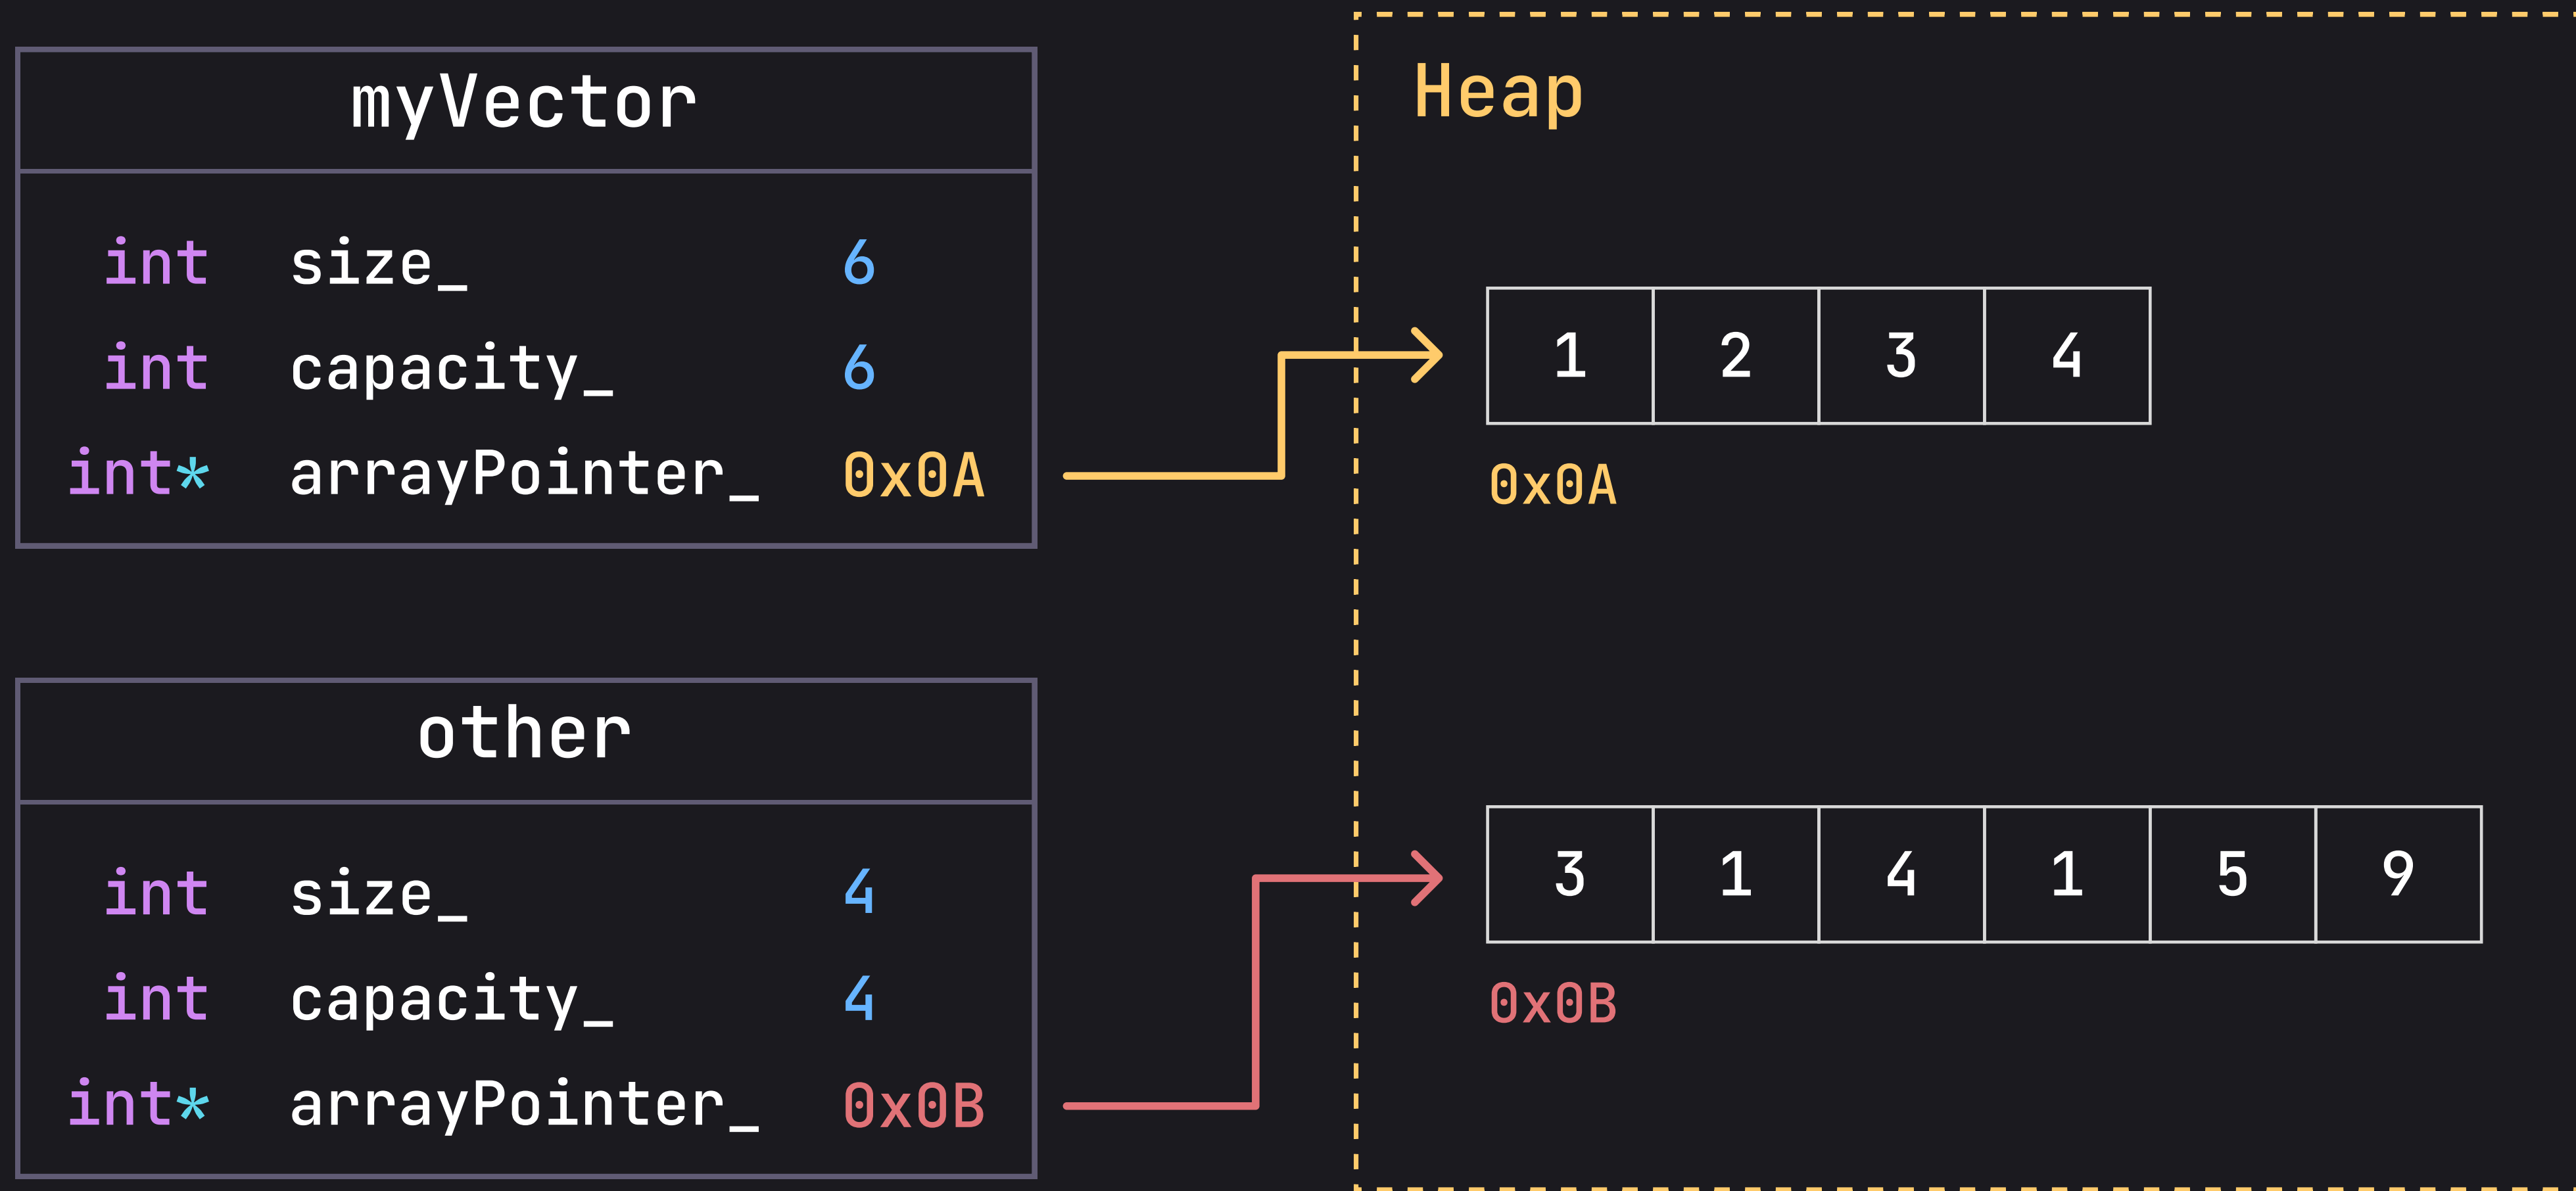 myVector
int size_ 6
int capacity_ 6
int* arrayPointer_ 0x0A
other
int size_ 4
int capacity_ 4
int* arrayPointer_ 0x0B
Heap
1 2 3 4
0x0A
3 1 4 1 5 9
0x0B